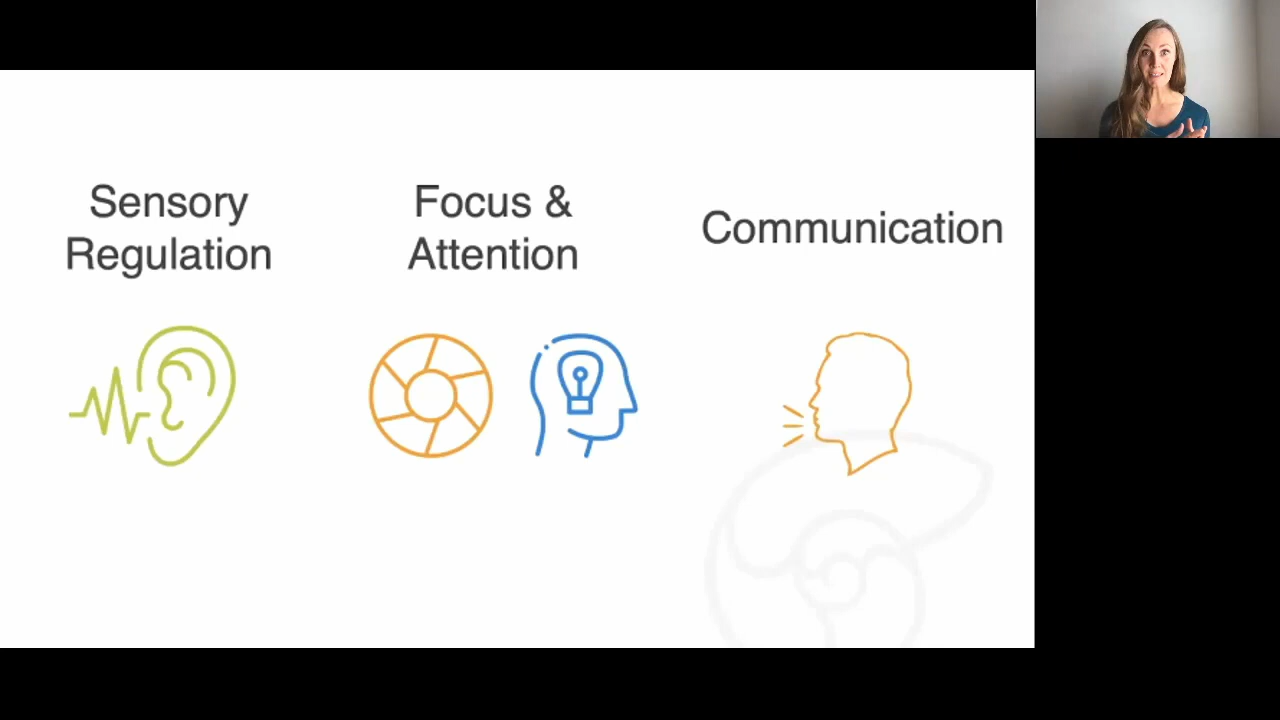 Sensory
Regulation
Focus &
Attention
Communication